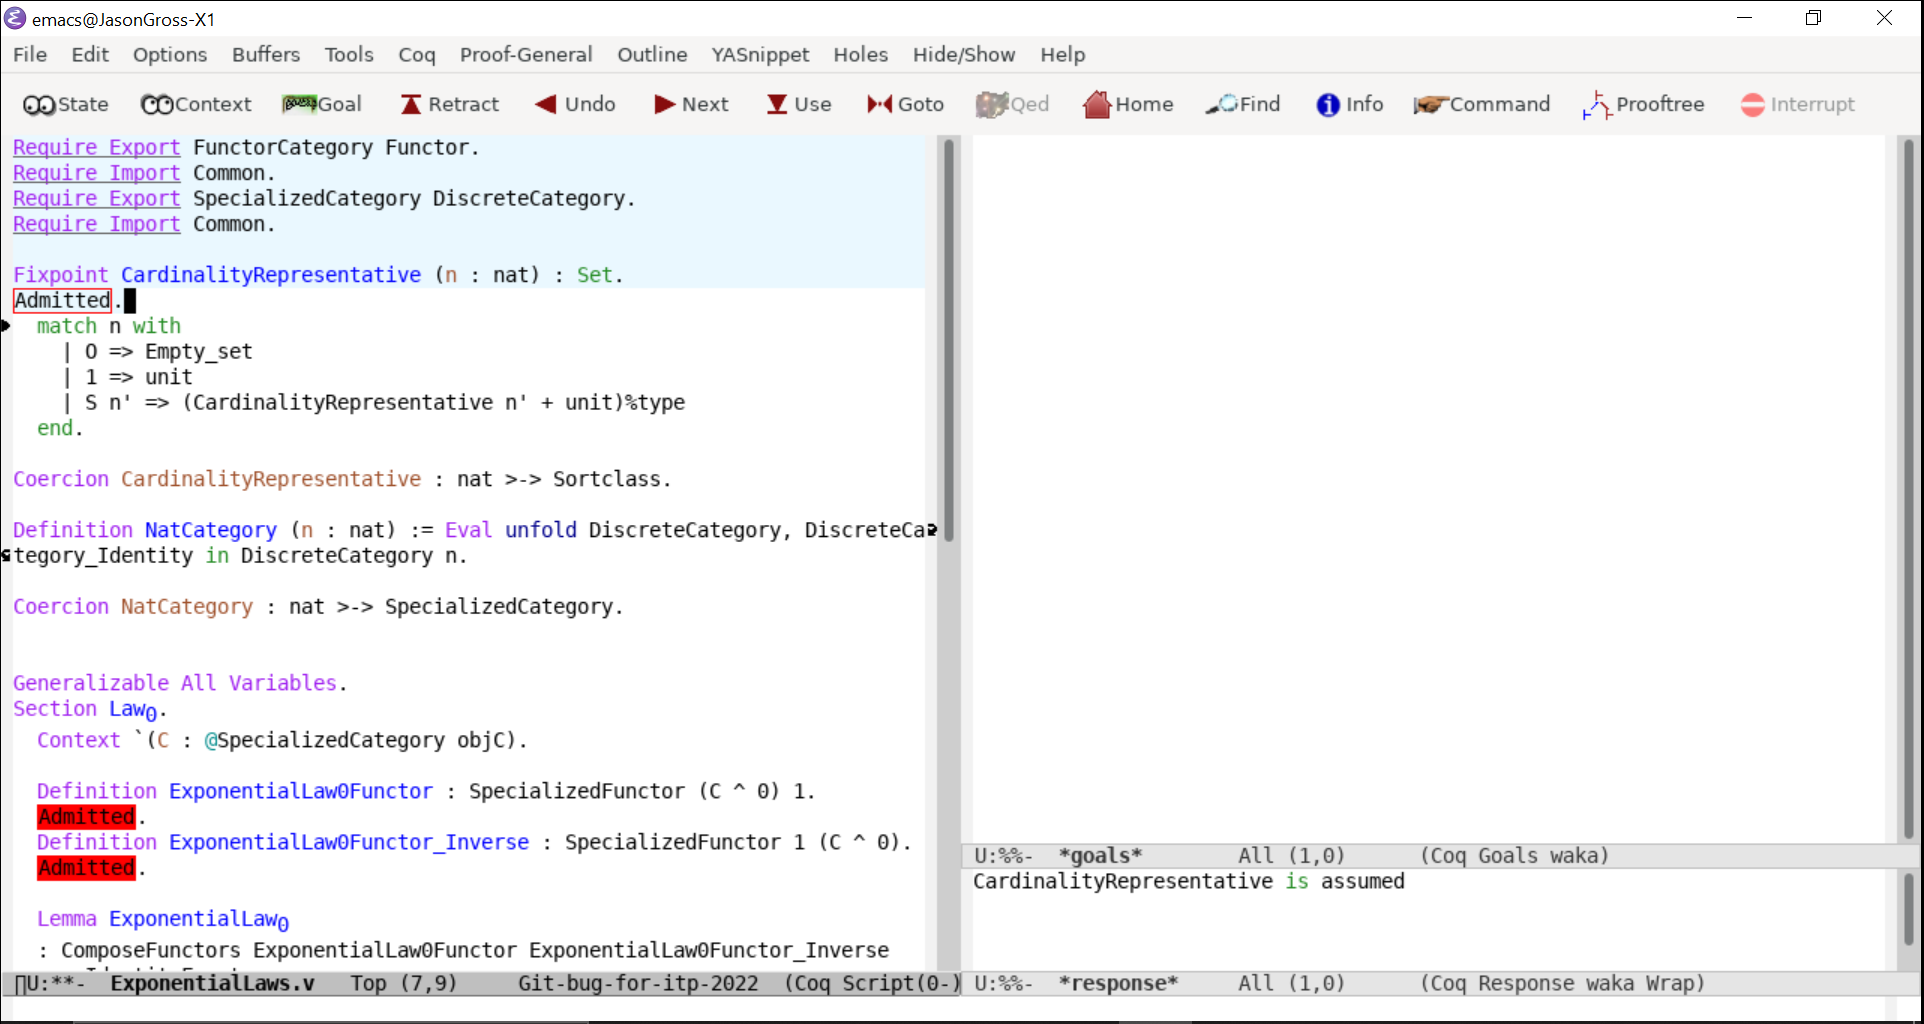 emacs@JasonGross-X1
File Edit Options Buffers Tools Coq Proof-General Outline YASnippet Holes Hide/Show Help
State Context Goal Retract Undo Next Use Goto Qed Home Find Info Command Prooftree Interrupt
Require Export FunctorCategory Functor.
Require Import Common.
Require Export SpecializedCategory DiscreteCategory.
Require Import Common.
Fixpoint CardinalityRepresentative (n : nat) : Set.
Admitted.
match n with
| O => Empty_set
| 1 => unit
| S n' => (CardinalityRepresentative n' + unit)%type
end.
Coercion CardinalityRepresentative : nat >-> Sortclass.
Definition NatCategory (n : nat) := Eval unfold DiscreteCategory, DiscreteCa
tegory_Identity in DiscreteCategory n.
Coercion NatCategory : nat >-> SpecializedCategory.
Generalizable All Variables.
Section Law₀.
Context `(C : @SpecializedCategory objC).
Definition ExponentialLaw0Functor : SpecializedFunctor (C ^ 0) 1.
Admitted.
Definition ExponentialLaw0Functor_Inverse : SpecializedFunctor 1 (C ^ 0).
Admitted.
Lemma ExponentialLaw₀
: ComposeFunctors ExponentialLaw0Functor ExponentialLaw0Functor_Inverse
U:**- ExponentialLaws.v Top (7,9) Git-bug-for-itp-2022 (Coq Script(0-)
U:%%- *goals* All (1,0) (Coq Goals waka)
CardinalityRepresentative is assumed
U:%%- *response* All (1,0) (Coq Response waka Wrap)